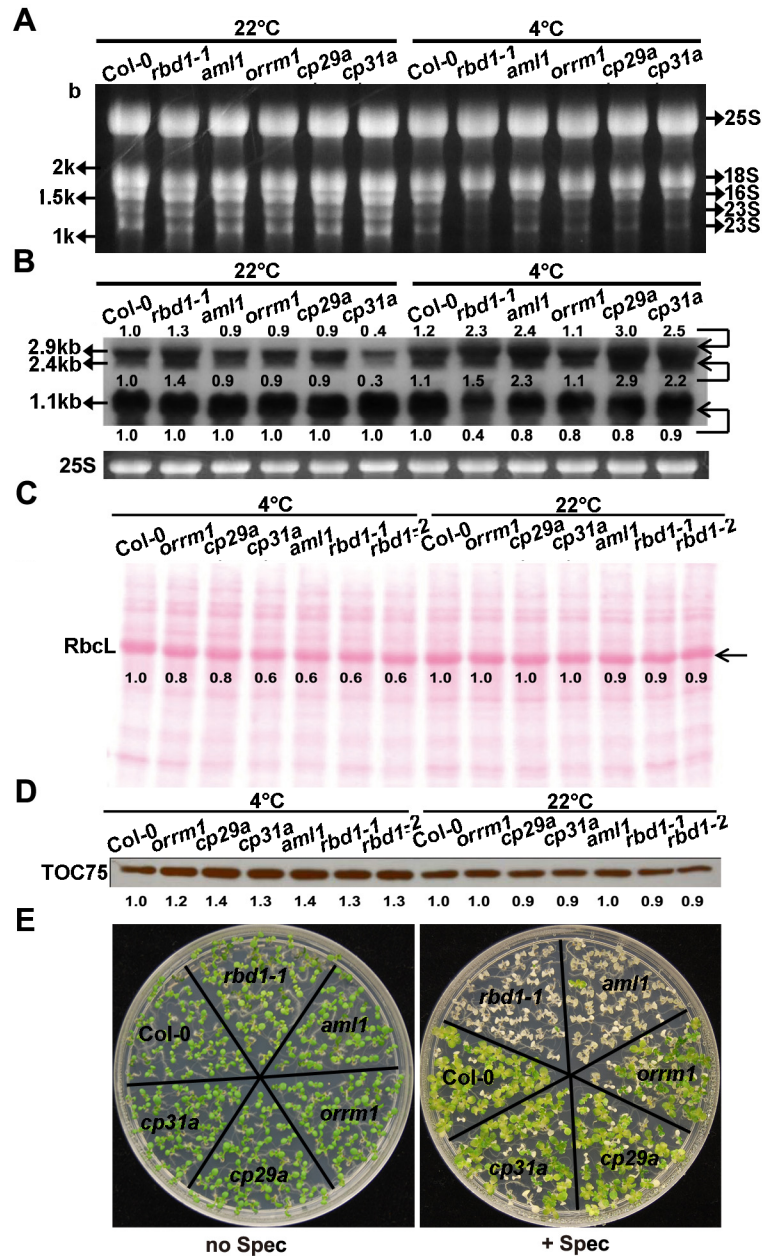 A
22°C 4°C
Col-0 rbd1-1 aml1 orrm1 cp29a cp31a Col-0 rbd1-1 aml1 orrm1 cp29a cp31a
b
25S
2k
18S
1.5k
16S
23S
23S
1k
B
22°C 4°C
Col-0 rbd1-1 aml1 orrm1 cp29a cp31a Col-0 rbd1-1 aml1 orrm1 cp29a cp31a
1.0 1.3 0.9 0.9 0.9 0.4 1.2 2.3 2.4 1.1 3.0 2.5
2.9kb
2.4kb
1.0 1.4 0.9 0.9 0.9 0.3 1.1 1.5 2.3 1.1 2.9 2.2
1.1kb
1.0 1.0 1.0 1.0 1.0 1.0 1.0 0.4 0.8 0.8 0.8 0.9
25S
C
4°C 22°C
Col-0 orrm1 cp29a cp31a aml1 rbd1-1 rbd1-2 Col-0 orrm1 cp29a cp31a aml1 rbd1-1 rbd1-2
RbcL
1.0 0.8 0.8 0.6 0.6 0.6 0.6 1.0 1.0 1.0 1.0 0.9 0.9 0.9
D
4°C 22°C
Col-0 orrm1 cp29a cp31a aml1 rbd1-1 rbd1-2 Col-0 orrm1 cp29a cp31a aml1 rbd1-1 rbd1-2
TOC75
1.0 1.2 1.4 1.3 1.4 1.3 1.3 1.0 1.0 0.9 0.9 1.0 0.9 0.9
E
rbd1-1
aml1
Col-0
orrm1
cp31a
cp29a
rbd1-1
aml1
Col-0
orrm1
cp31a
cp29a
no Spec + Spec